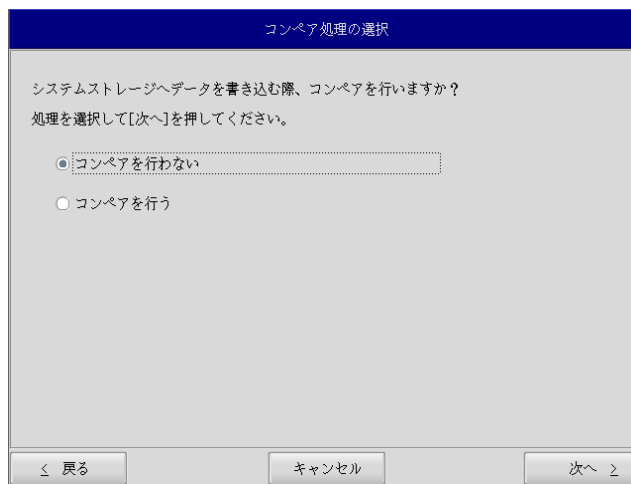 コンペア処理の選択
システムストレージへデータを書き込む際、コンペアを行いますか？
処理を選択して[次へ]を押してください。
コンペアを行わない
コンペアを行う
< 戻る
キャンセル
次へ >